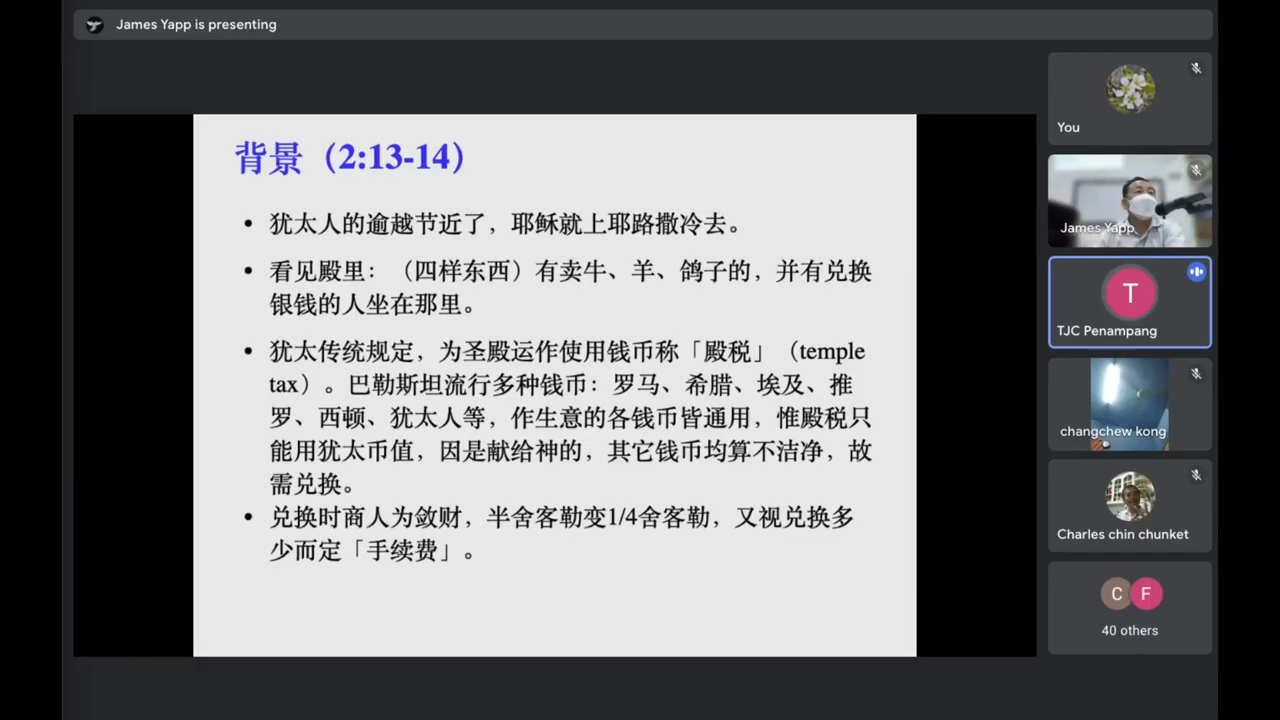 James Yapp is presenting
背景（2:13-14）
• 犹太人的逾越节近了，耶稣就上耶路撒冷去。
• 看见殿里：（四样东西）有卖牛、羊、鸽子的，并有兑换
银钱的人坐在那里。
• 犹太传统规定，为圣殿运作使用钱币称「殿税」（temple
tax）。巴勒斯坦流行多种钱币：罗马、希腊、埃及、推
罗、西顿、犹太人等，作生意的各钱币皆通用，惟殿税只
能用犹太币值，因是献给神的，其它钱币均算不洁净，故
需兑换。
• 兑换时商人为敛财，半舍客勒变1/4舍客勒，又视兑换多
少而定「手续费」。
You
James Yapp
T
TJC Penampang
changchew kong
Charles chin chunket
C F
40 others